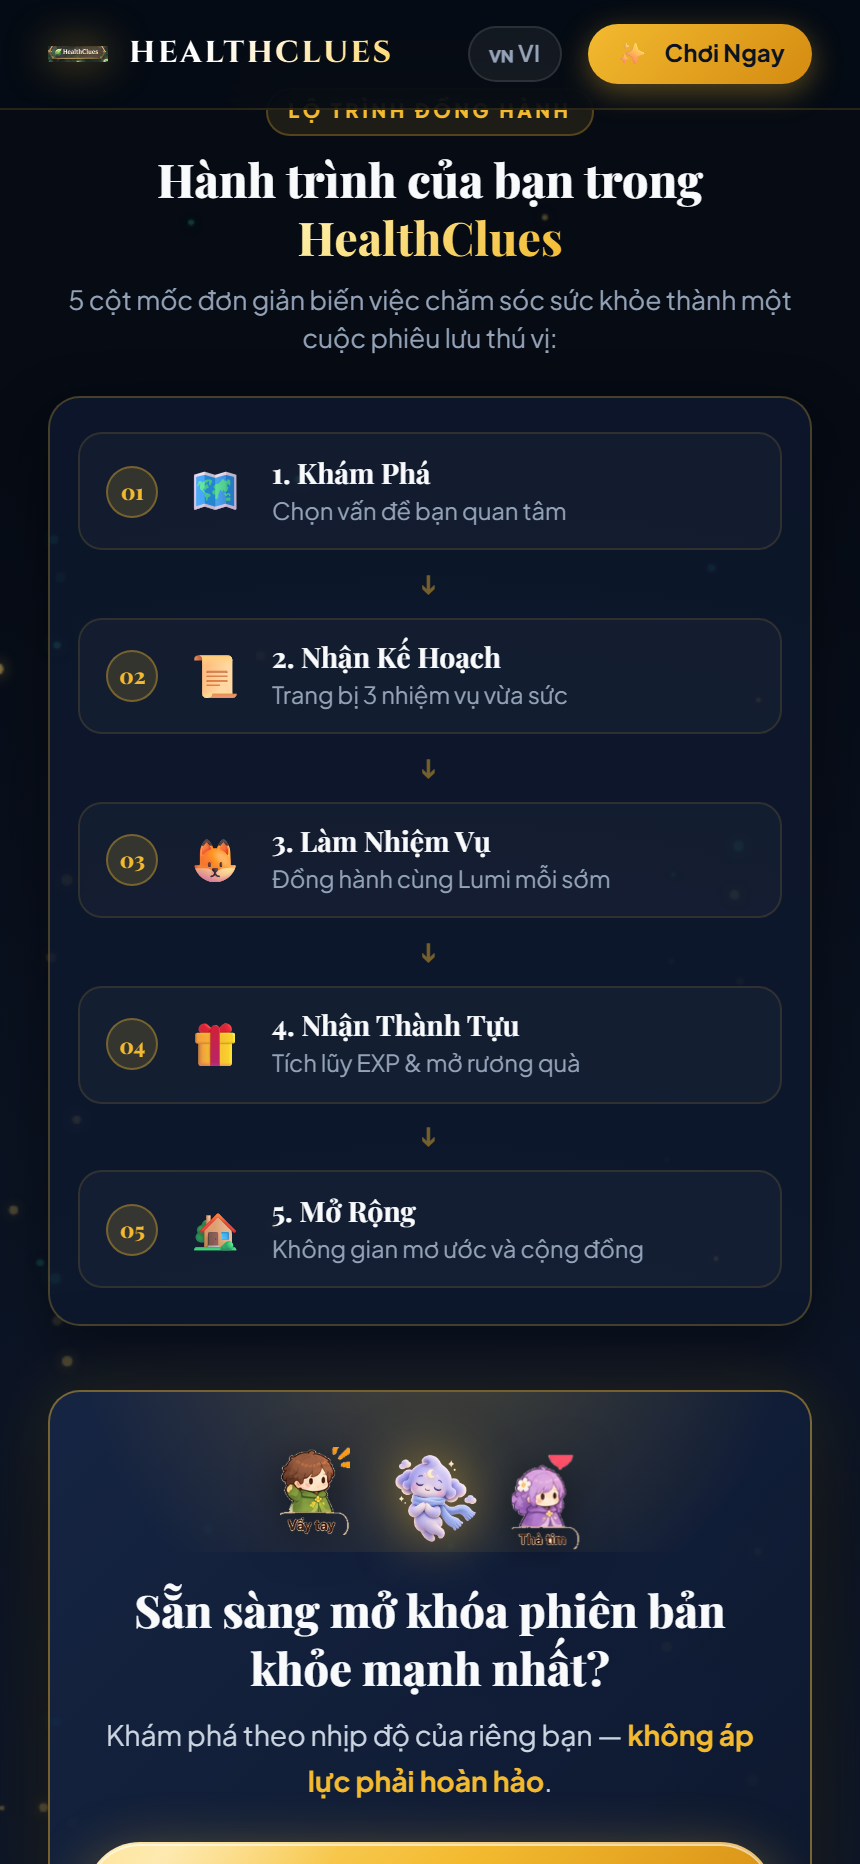 HealthClues
HEALTHCLUES
VN VI
✨ Chơi Ngay
LỘ TRÌNH ĐỒNG HÀNH
Hành trình của bạn trong
HealthClues
5 cột mốc đơn giản biến việc chăm sóc sức khỏe thành một
cuộc phiêu lưu thú vị:
01
1. Khám Phá
Chọn vấn đề bạn quan tâm
↓
02
2. Nhận Kế Hoạch
Trang bị 3 nhiệm vụ vừa sức
↓
03
3. Làm Nhiệm Vụ
Đồng hành cùng Lumi mỗi sớm
↓
04
4. Nhận Thành Tựu
Tích lũy EXP & mở rương quà
↓
05
5. Mở Rộng
Không gian mơ ước và cộng đồng
Vẫy tay
Thả tim
Sẵn sàng mở khóa phiên bản
khỏe mạnh nhất?
Khám phá theo nhịp độ của riêng bạn — không áp
lực phải hoàn hảo.